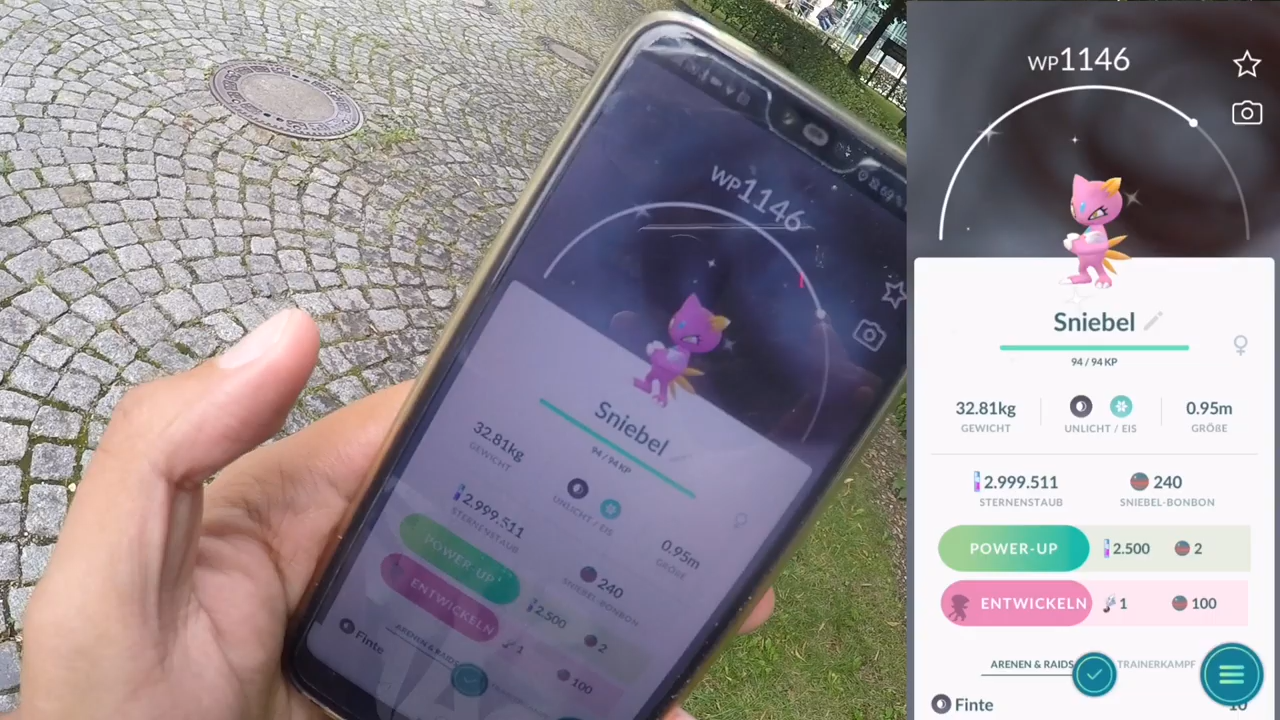 WP1146
Sniebel
94 / 94 KP
32.81kg
GEWICHT
UNLICHT / EIS
0.95m
GRÖßE
2.999.511
STERNENSTAUB
240
SNIEBEL-BONBON
POWER-UP
2.500
2
ENTWICKELN
1
100
ARENEN & RAIDS
Finte
WP1146
Sniebel
94 / 94 KP
32.81kg
GEWICHT
UNLICHT / EIS
0.95m
GRÖßE
2.999.511
STERNENSTAUB
240
SNIEBEL-BONBON
POWER-UP
2.500
2
ENTWICKELN
1
100
ARENEN & RAIDS
TRAINERKAMPF
Finte